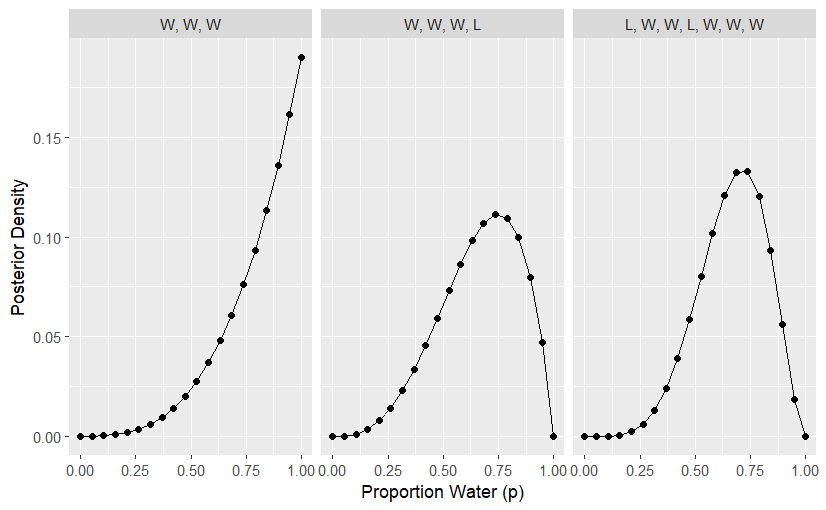 W, W, W
W, W, W, L
L, W, W, L, W, W, W
Posterior Density
0.15
0.10
0.05
0.00
0.00 0.25 0.50 0.75 1.00
0.00 0.25 0.50 0.75 1.00
0.00 0.25 0.50 0.75 1.00
Proportion Water (p)